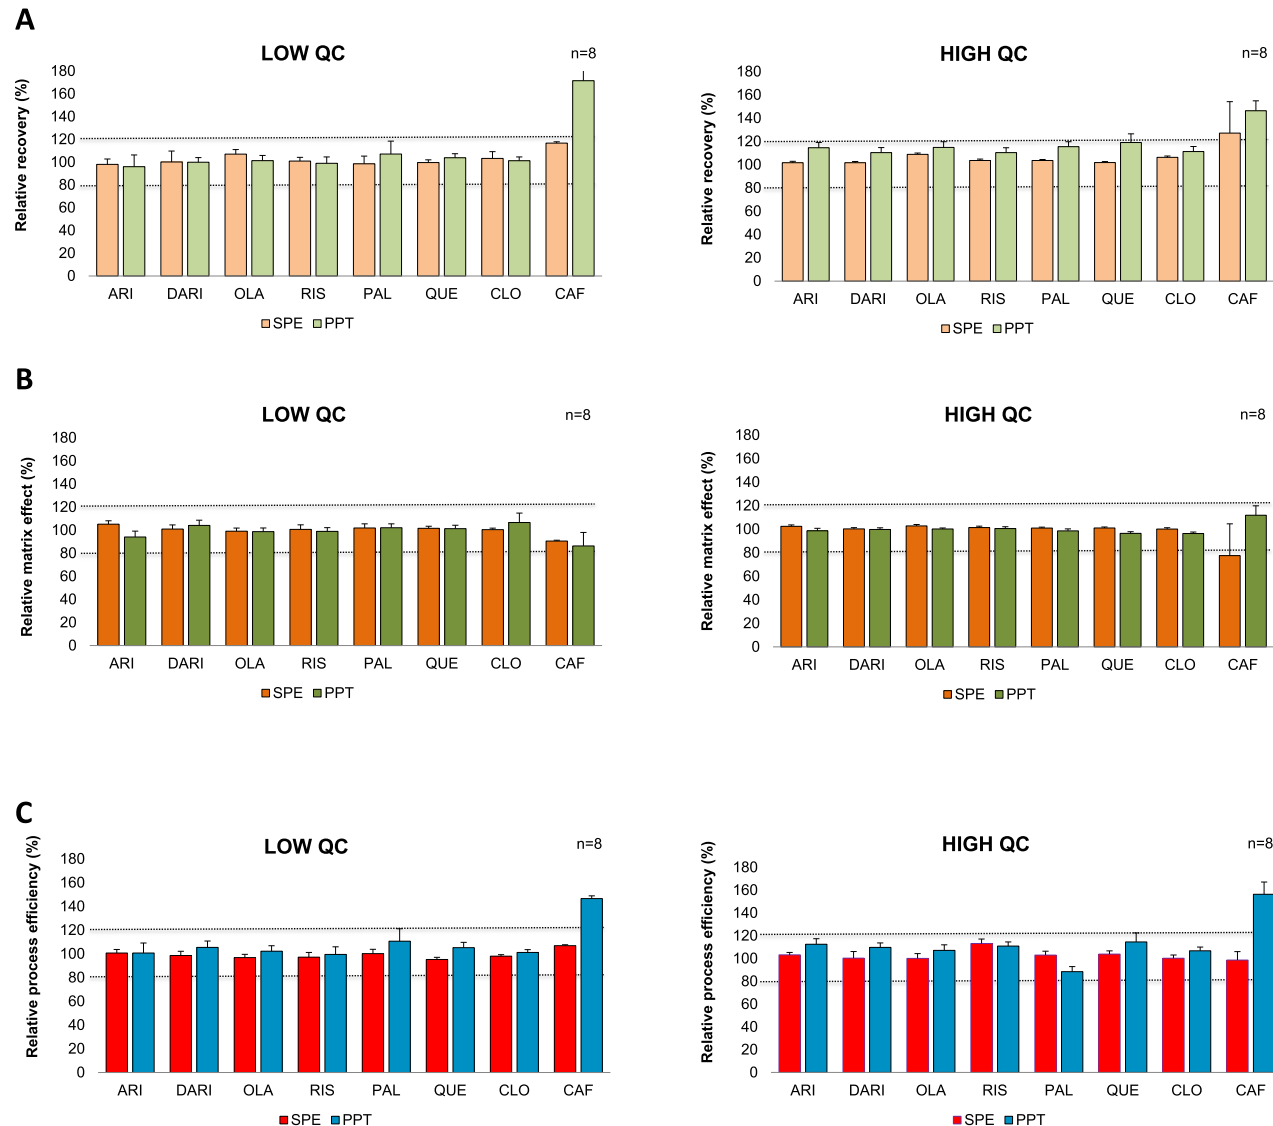 A
LOW QC
n=8
Relative recovery (%)
180
160
140
120
100
80
60
40
20
0
ARI DARI OLA RIS PAL QUE CLO CAF
SPE PPT
HIGH QC
n=8
Relative recovery (%)
180
160
140
120
100
80
60
40
20
0
ARI DARI OLA RIS PAL QUE CLO CAF
SPE PPT
B
LOW QC
n=8
Relative matrix effect (%)
180
160
140
120
100
80
60
40
20
0
ARI DARI OLA RIS PAL QUE CLO CAF
SPE PPT
HIGH QC
n=8
Relative matrix effect (%)
180
160
140
120
100
80
60
40
20
0
ARI DARI OLA RIS PAL QUE CLO CAF
SPE PPT
C
LOW QC
n=8
Relative process efficiency (%)
180
160
140
120
100
80
60
40
20
0
ARI DARI OLA RIS PAL QUE CLO CAF
SPE PPT
HIGH QC
n=8
Relative process efficiency (%)
180
160
140
120
100
80
60
40
20
0
ARI DARI OLA RIS PAL QUE CLO CAF
SPE PPT